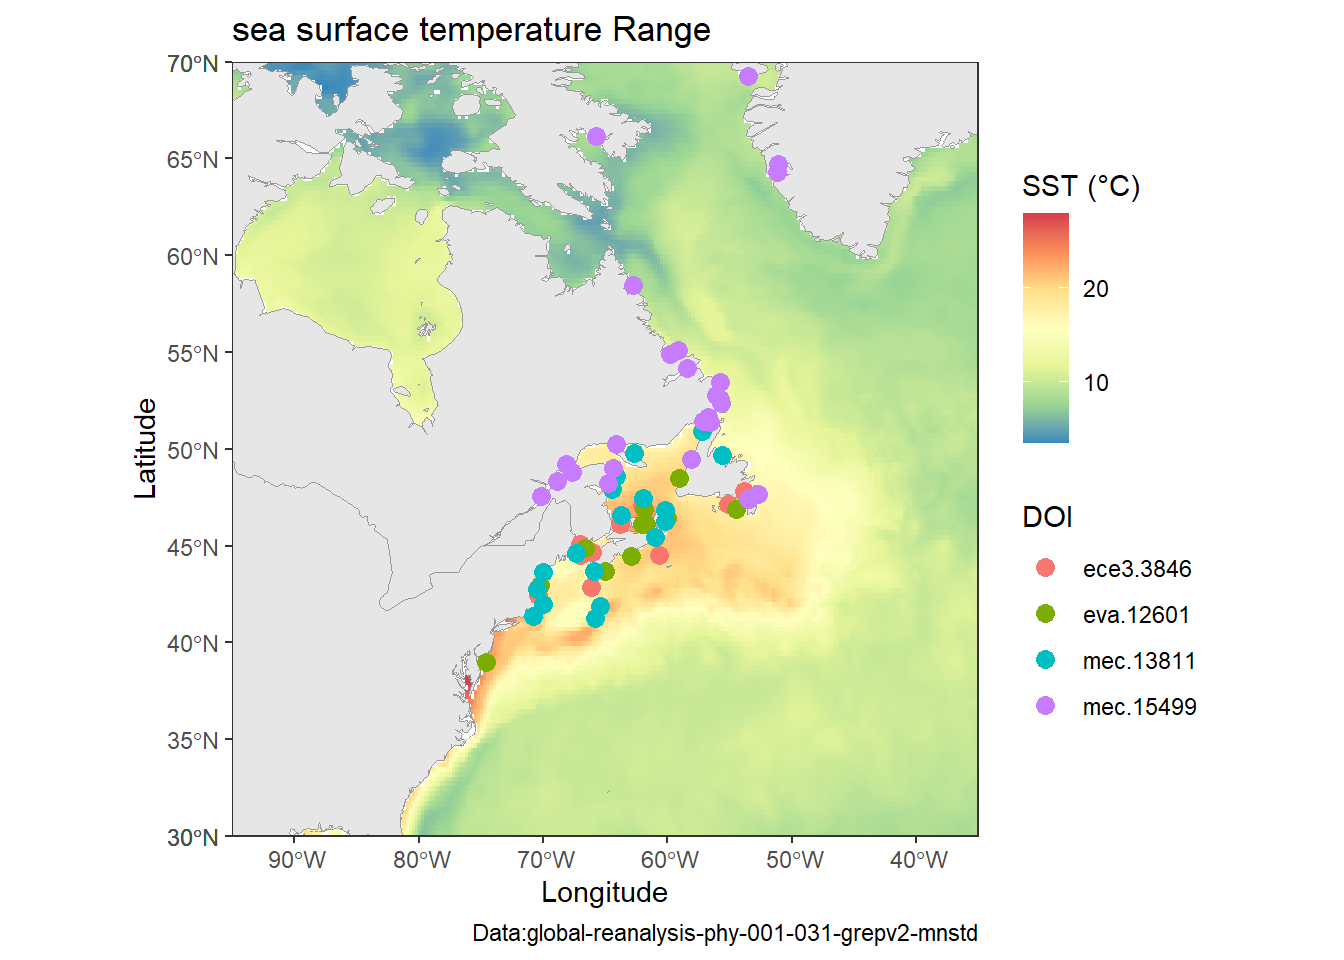 sea surface temperature Range
70°N
65°N
60°N
55°N
50°N
45°N
40°N
35°N
30°N
Latitude
90°W 80°W 70°W 60°W 50°W 40°W
Longitude
Data:global-reanalysis-phy-001-031-grepv2-mnstd
SST (°C)
20
10
DOI
ece3.3846
eva.12601
mec.13811
mec.15499